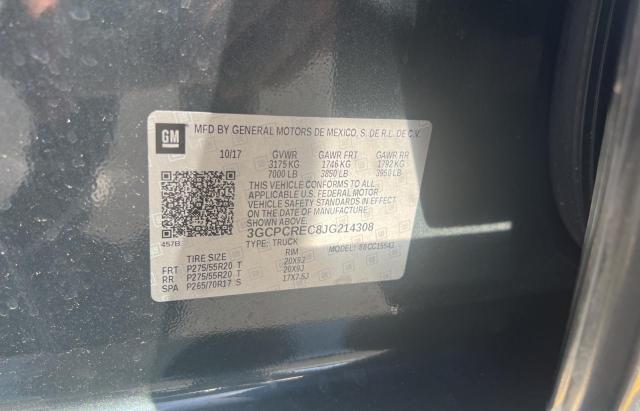 GM
MFD BY GENERAL MOTORS DE MEXICO, S. DE R.L. DE C.V.
10/17 GVWR GAWR FRT GAWR RR
3175 KG 1746 KG 1792 KG
7000 LB 3850 LB 3950 LB
THIS VEHICLE CONFORMS TO ALL
APPLICABLE U.S. FEDERAL MOTOR
VEHICLE SAFETY STANDARDS IN
EFFECT ON THE DATE OF MANUFACTURE.
3GCPCREC8JG214308
457B TYPE: TRUCK MODEL:
TIRE SIZE RIM
FRT P275/55R20 T 20X9J
RR P275/55R20 T 20X9J
SPA P265/70R17 S 17X7.5J